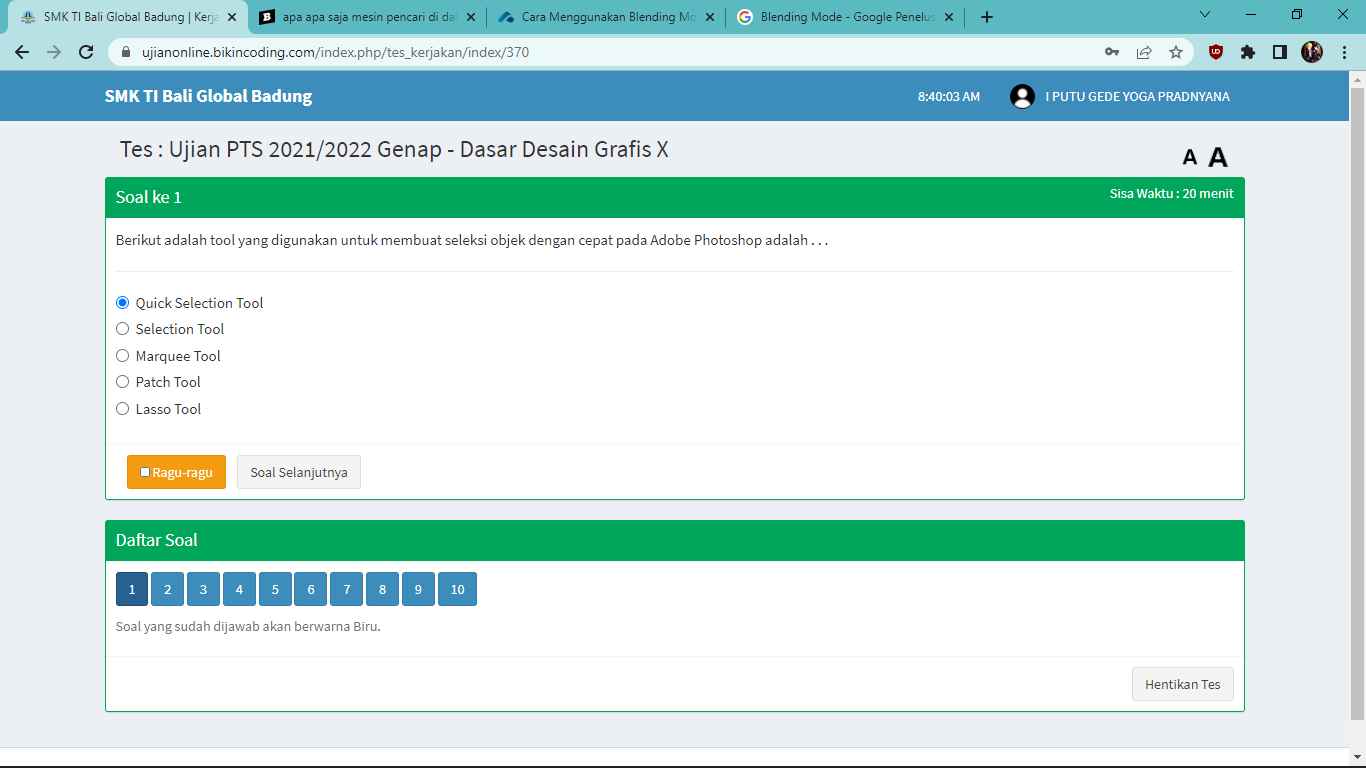 SMK TI Bali Global Badung | Kerja
apa apa saja mesin pencari di dal
Cara Menggunakan Blending Mo
Blending Mode - Google Penelus
ujianonline.bikincoding.com/index.php/tes_kerjakan/index/370
SMK TI Bali Global Badung
8:40:03 AM
I PUTU GEDE YOGA PRADNYANA
Tes : Ujian PTS 2021/2022 Genap - Dasar Desain Grafis X
A A
Soal ke 1
Sisa Waktu : 20 menit
Berikut adalah tool yang digunakan untuk membuat seleksi objek dengan cepat pada Adobe Photoshop adalah . . .
Quick Selection Tool
Selection Tool
Marquee Tool
Patch Tool
Lasso Tool
Ragu-ragu
Soal Selanjutnya
Daftar Soal
1 2 3 4 5 6 7 8 9 10
Soal yang sudah dijawab akan berwarna Biru.
Hentikan Tes